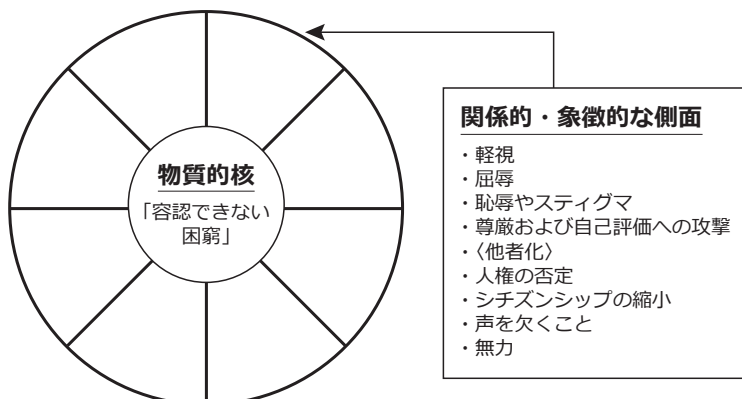 物質的核
「容認できない
困窮」
関係的・象徴的な側面
・軽視
・屈辱
・恥辱やスティグマ
・尊厳および自己評価への攻撃
・〈他者化〉
・人権の否定
・シチズンシップの縮小
・声を欠くこと
・無力